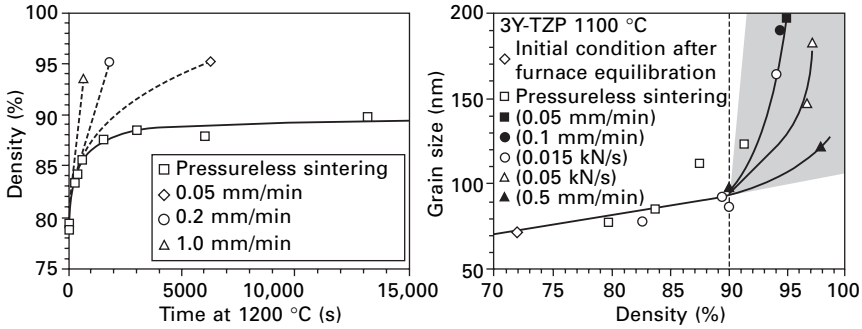 100
95
90
85
80
75
Density (%)
Pressureless sintering
0.05 mm/min
0.2 mm/min
1.0 mm/min
0
5000
10,000
15,000
Time at 1200 °C (s)
200
150
100
50
Grain size (nm)
3Y-TZP 1100 °C
Initial condition after
furnace equilibration
Pressureless sintering
(0.05 mm/min)
(0.1 mm/min)
(0.015 kN/s)
(0.05 kN/s)
(0.5 mm/min)
70
75
80
85
90
95
100
Density (%)